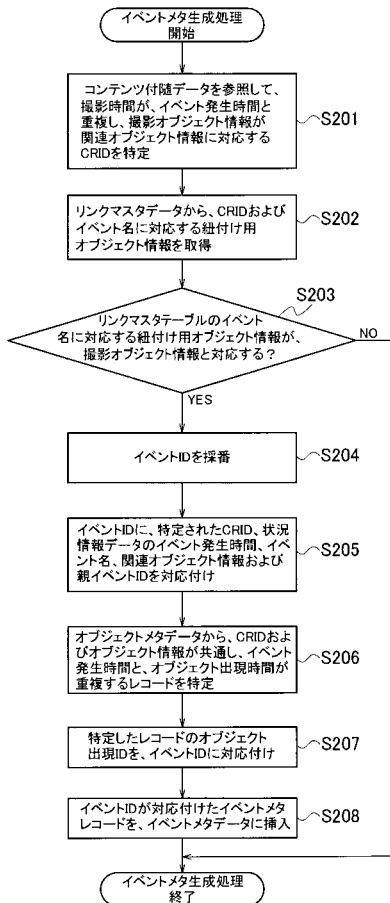 イベントメタ生成処理
開始
コンテンツ付随データを参照して、
撮影時間が、イベント発生時間と
重複し、撮影オブジェクト情報が
関連オブジェクト情報に対応する
CRIDを特定
S201
リンクマスタデータから、CRIDおよび
イベント名に対応する紐付け用
オブジェクト情報を取得
S202
S203
リンクマスタテーブルのイベント
名に対応する紐付け用オブジェクト情報が、
撮影オブジェクト情報と対応する?
NO
YES
イベントIDを採番
S204
イベントIDに、特定されたCRID、状況
情報データのイベント発生時間、イベ
ント名、関連オブジェクト情報および
親イベントIDを対応付け
S205
オブジェクトメタデータから、CRIDおよ
びオブジェクト情報が共通し、イベント
発生時間と、オブジェクト出現時間が
重複するレコードを特定
S206
特定したレコードのオブジェクト
出現IDを、イベントIDに対応付け
S207
イベントIDが対応付けたイベントメタ
レコードを、イベントメタデータに挿入
S208
イベントメタ生成処理
終了